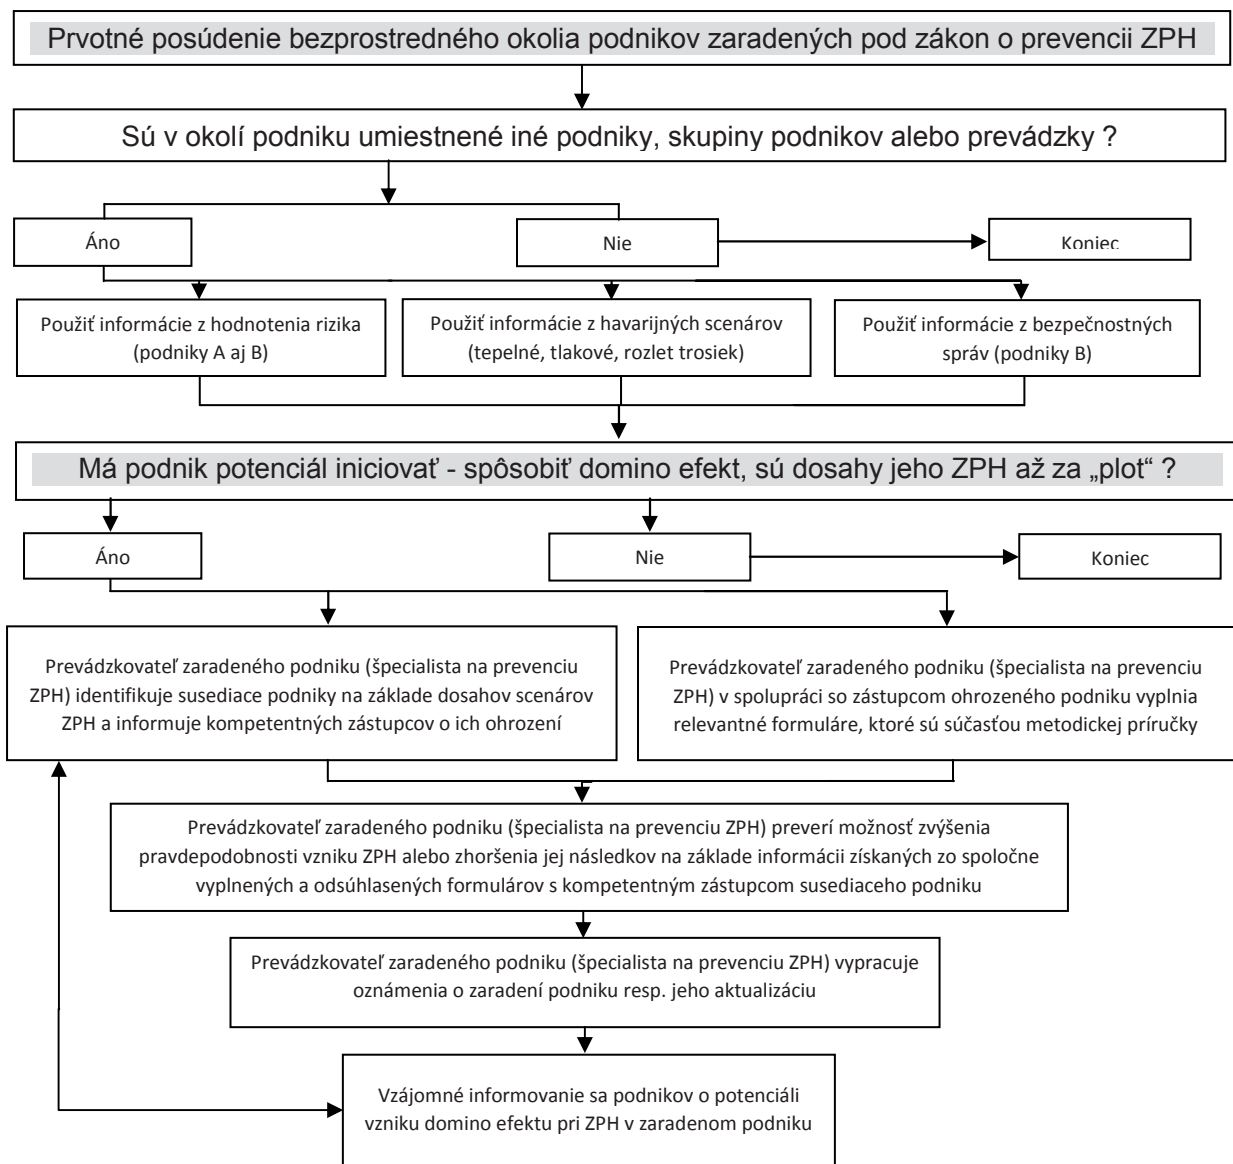 Prvotné posúdenie bezprostredného okolia podnikov zaradených pod zákon o prevencii ZPH
Sú v okolí podniku umiestnené iné podniky, skupiny podnikov alebo prevádzky ?
Áno
Nie
Koniec
Použiť informácie z hodnotenia rizika
(podniky A aj B)
Použiť informácie z havarijných scenárov
(tepelné, tlakové, rozlet trosiek)
Použiť informácie z bezpečnostných
správ (podniky B)
Má podnik potenciál iniciovať - spôsobiť domino efekt, sú dosahy jeho ZPH až za „plot“ ?
Áno
Nie
Koniec
Prevádzkovateľ zaradeného podniku (špecialista na prevenciu
ZPH) identifikuje susediace podniky na základe dosahov scenárov
ZPH a informuje kompetentných zástupcov o ich ohrození
Prevádzkovateľ zaradeného podniku (špecialista na prevenciu
ZPH) v spolupráci so zástupcom ohrozeného podniku vyplnia
relevantné formuláre, ktoré sú súčasťou metodickej príručky
Prevádzkovateľ zaradeného podniku (špecialista na prevenciu ZPH) preverí možnosť zvýšenia
pravdepodobnosti vzniku ZPH alebo zhoršenia jej následkov na základe informácii získaných zo spoločne
vyplnených a odsúhlasených formulárov s kompetentným zástupcom susediaceho podniku
Prevádzkovateľ zaradeného podniku (špecialista na prevenciu ZPH) vypracuje
oznámenia o zaradení podniku resp. jeho aktualizáciu
Vzájomné informovanie sa podnikov o potenciáli
vzniku domino efektu pri ZPH v zaradenom podniku